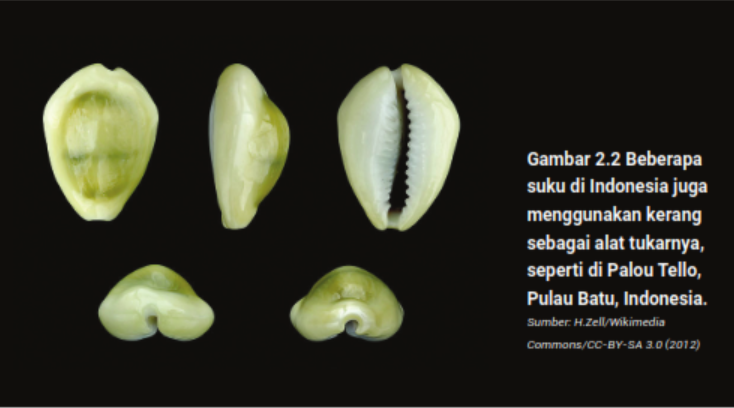 Gambar 2.2 Beberapa
suku di Indonesia juga
menggunakan kerang
sebagai alat tukarnya,
seperti di Palou Tello,
Pulau Batu, Indonesia.
Sumber: H.Zell/Wikimedia
Commons/CC-BY-SA 3.0 (2012)